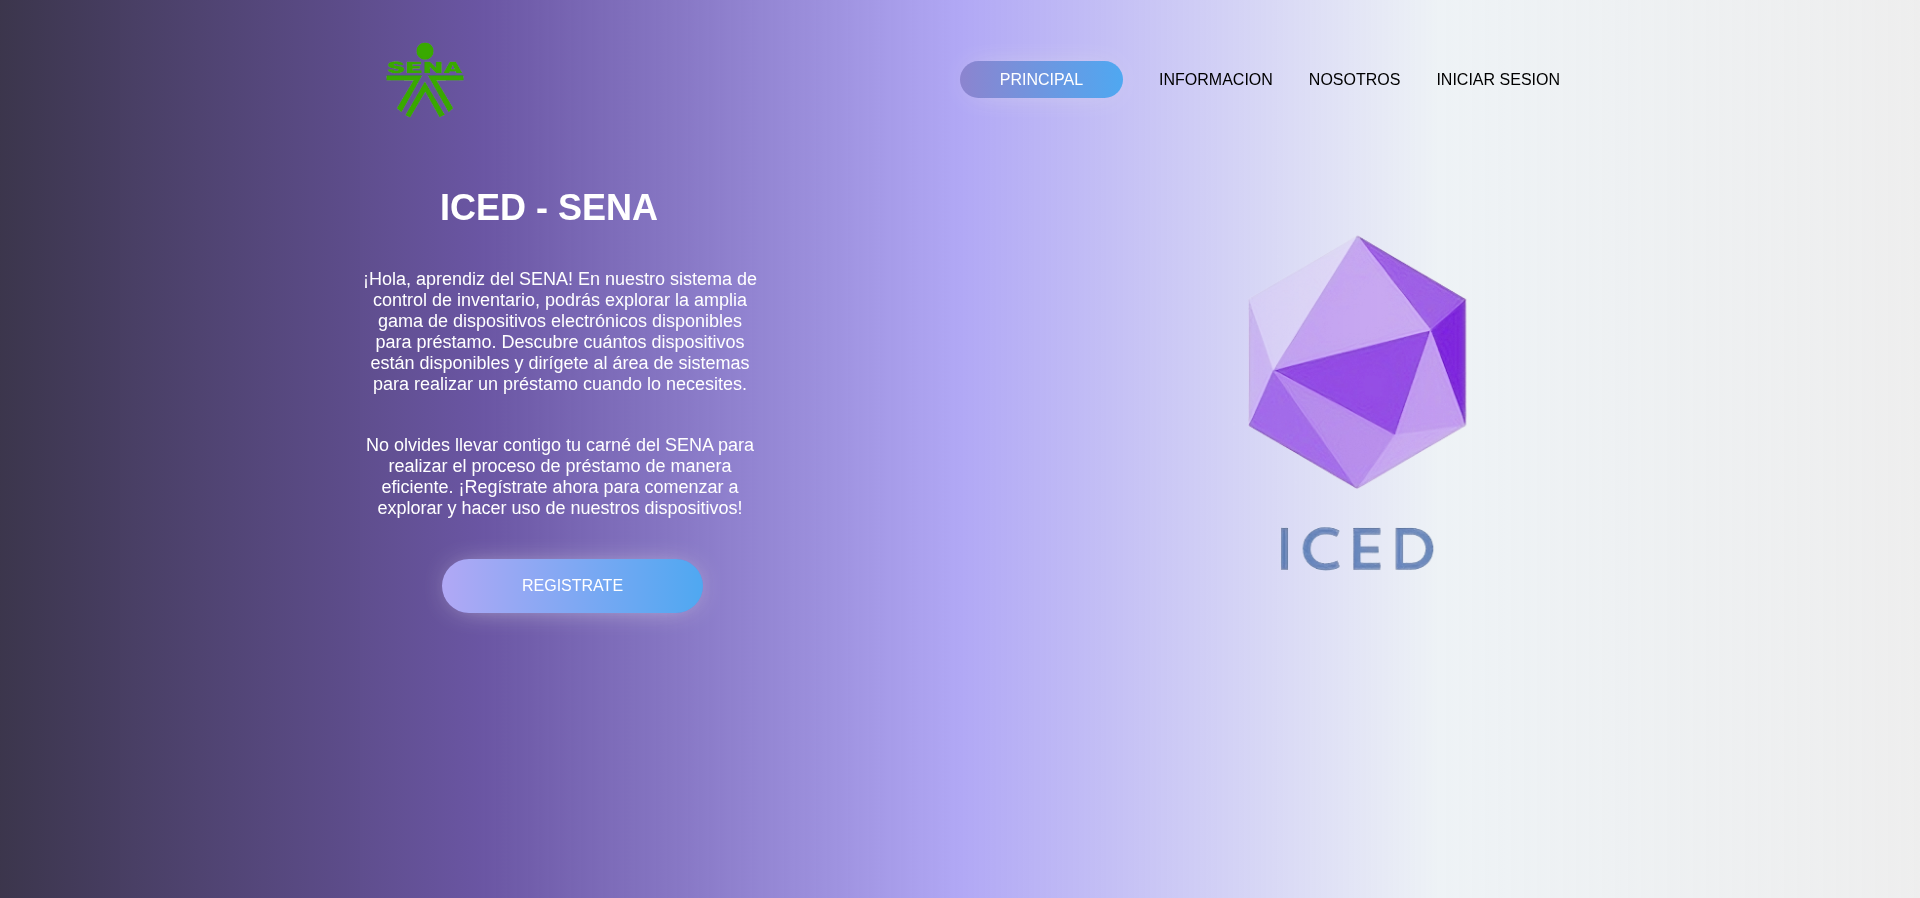 SENA
PRINCIPAL
INFORMACION
NOSOTROS
INICIAR SESION
ICED - SENA
¡Hola, aprendiz del SENA! En nuestro sistema de
control de inventario, podrás explorar la amplia
gama de dispositivos electrónicos disponibles
para préstamo. Descubre cuántos dispositivos
están disponibles y dirígete al área de sistemas
para realizar un préstamo cuando lo necesites.
No olvides llevar contigo tu carné del SENA para
realizar el proceso de préstamo de manera
eficiente. ¡Regístrate ahora para comenzar a
explorar y hacer uso de nuestros dispositivos!
REGISTRATE
ICED